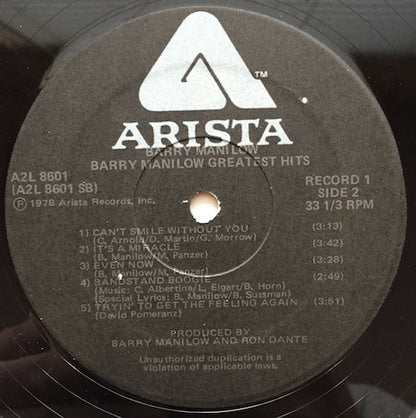 ™
ARISTA
BARRY MANILOW
BARRY MANILOW GREATEST HITS
A2L 8601
(A2L 8601 SB)
Ⓟ 1978 Arista Records, Inc.
RECORD 1
SIDE 2
33 1/3 RPM
1) CAN'T SMILE WITHOUT YOU (3:13)
(C. Arnold/D. Martin/G. Morrow)
2) IT'S A MIRACLE (3:42)
(B. Manilow/M. Panzer)
3) EVEN NOW (3:28)
(B. Manilow/M. Panzer)
4) BANDSTAND BOOGIE (2:49)
(Music: C. Albertine/L. Elgert/B. Horn)
(Special Lyrics: B. Manilow/B. Sussman)
5) TRYIN' TO GET THE FEELING AGAIN (3:51)
(David Pomeranz)
PRODUCED BY
BARRY MANILOW AND RON DANTE
Unauthorized duplication is a
violation of applicable laws.